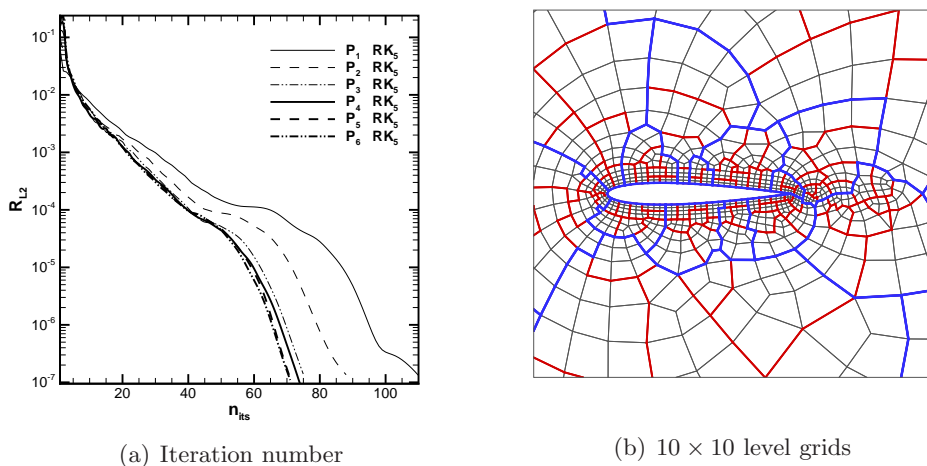 10⁻¹
10⁻²
10⁻³
10⁻⁴
10⁻⁵
10⁻⁶
10⁻⁷
R_L2
P₁ RK₅
P₂ RK₅
P₃ RK₅
P₄ RK₅
P₅ RK₅
P₆ RK₅
20 40 60 80 100
n_its
(a) Iteration number
(b) 10 × 10 level grids